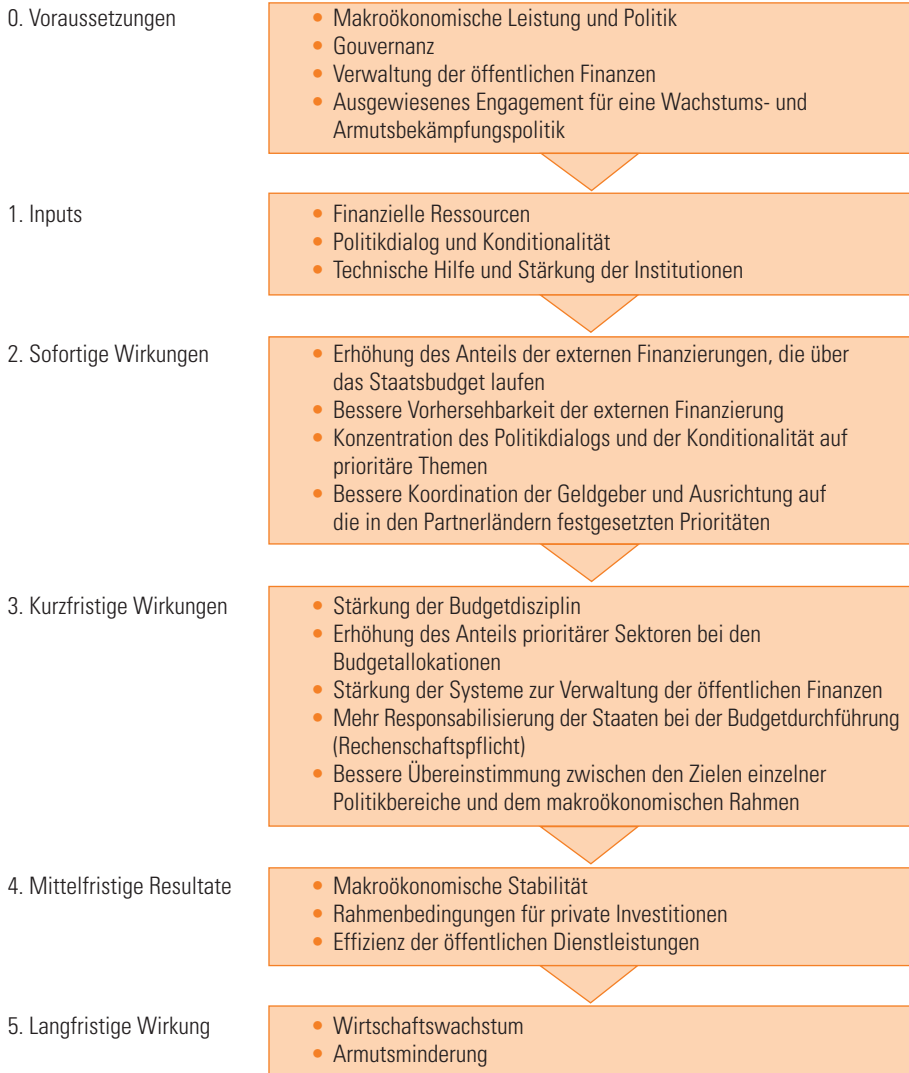 0. Voraussetzungen
• Makroökonomische Leistung und Politik
• Gouvernanz
• Verwaltung der öffentlichen Finanzen
• Ausgewiesenes Engagement für eine Wachstums- und
Armutsbekämpfungspolitik
1. Inputs
• Finanzielle Ressourcen
• Politikdialog und Konditionalität
• Technische Hilfe und Stärkung der Institutionen
2. Sofortige Wirkungen
• Erhöhung des Anteils der externen Finanzierungen, die über
das Staatsbudget laufen
• Bessere Vorhersehbarkeit der externen Finanzierung
• Konzentration des Politikdialogs und der Konditionalität auf
prioritäre Themen
• Bessere Koordination der Geldgeber und Ausrichtung auf
die in den Partnerländern festgesetzten Prioritäten
3. Kurzfristige Wirkungen
• Stärkung der Budgetdisziplin
• Erhöhung des Anteils prioritärer Sektoren bei den
Budgetallokationen
• Stärkung der Systeme zur Verwaltung der öffentlichen Finanzen
• Mehr Responsabilisierung der Staaten bei der Budgetdurchführung
(Rechenschaftspflicht)
• Bessere Übereinstimmung zwischen den Zielen einzelner
Politikbereiche und dem makroökonomischen Rahmen
4. Mittelfristige Resultate
• Makroökonomische Stabilität
• Rahmenbedingungen für private Investitionen
• Effizienz der öffentlichen Dienstleistungen
5. Langfristige Wirkung
• Wirtschaftswachstum
• Armutsminderung